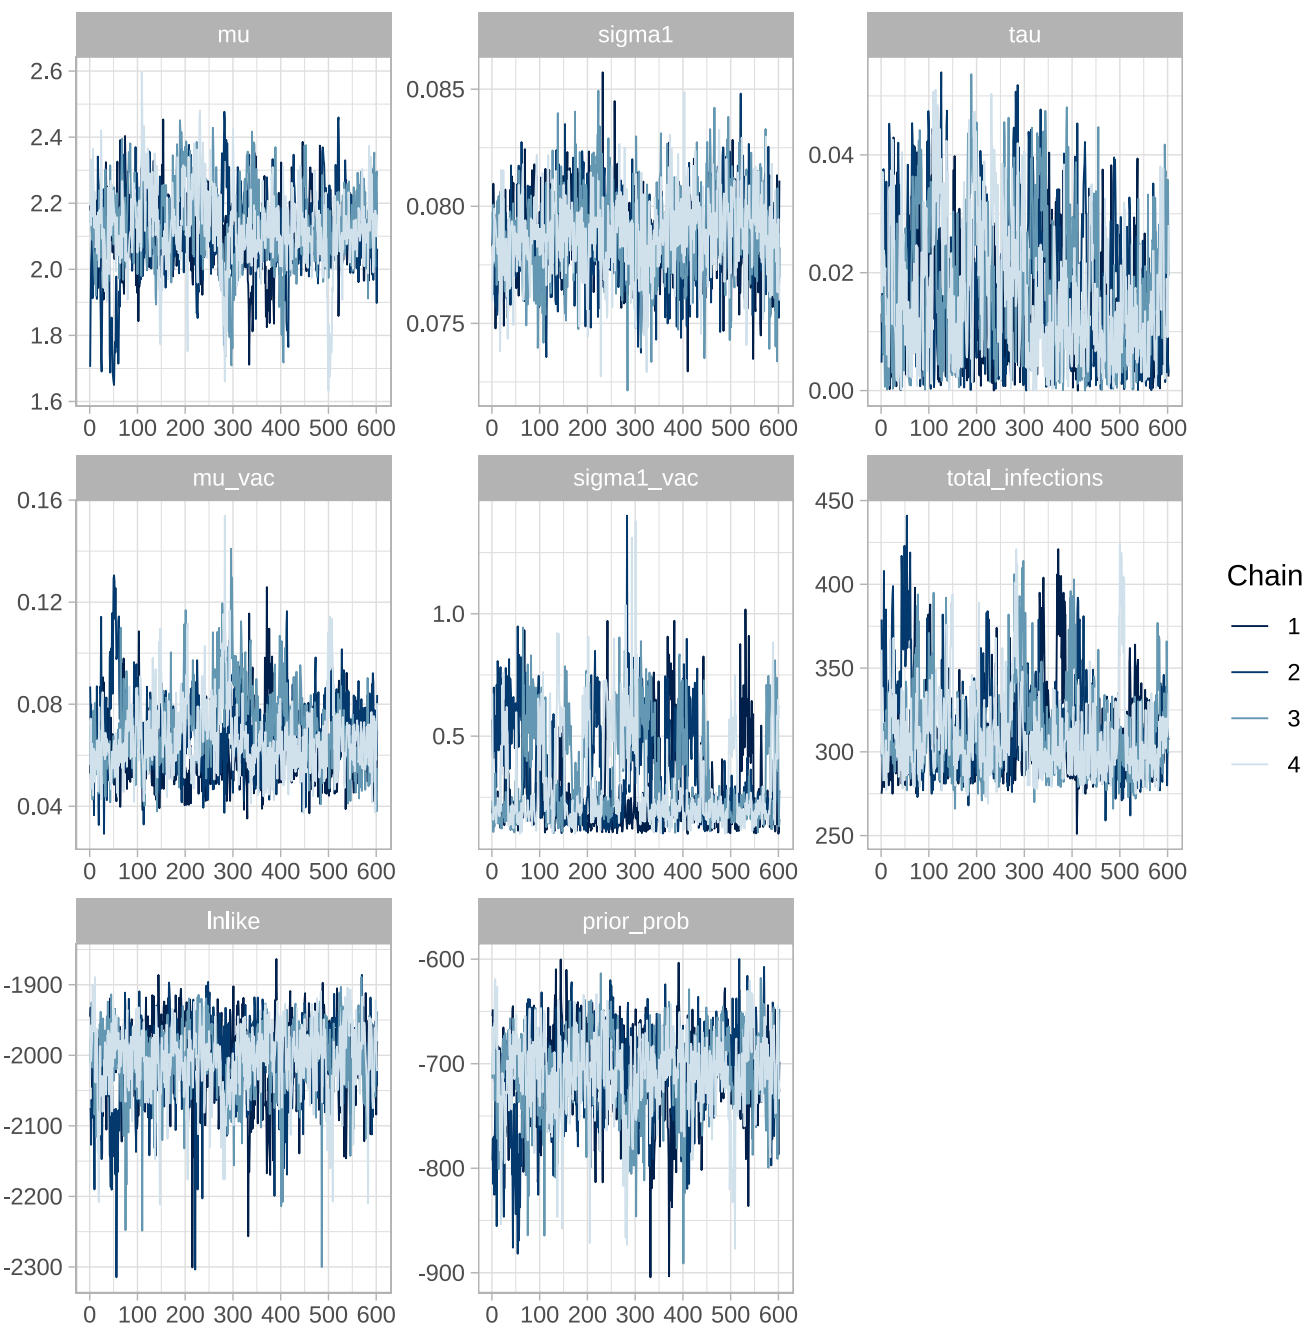 mu
sigma1
tau
2.6
2.4
2.2
2.0
1.8
1.6
0.085
0.080
0.075
0.04
0.02
0.00
0 100 200 300 400 500 600
0 100 200 300 400 500 600
0 100 200 300 400 500 600
mu_vac
sigma1_vac
total_infections
0.16
0.12
0.08
0.04
1.0
0.5
450
400
350
300
250
0 100 200 300 400 500 600
0 100 200 300 400 500 600
0 100 200 300 400 500 600
Chain
1
2
3
4
lnlike
prior_prob
-1900
-2000
-2100
-2200
-2300
-600
-700
-800
-900
0 100 200 300 400 500 600
0 100 200 300 400 500 600